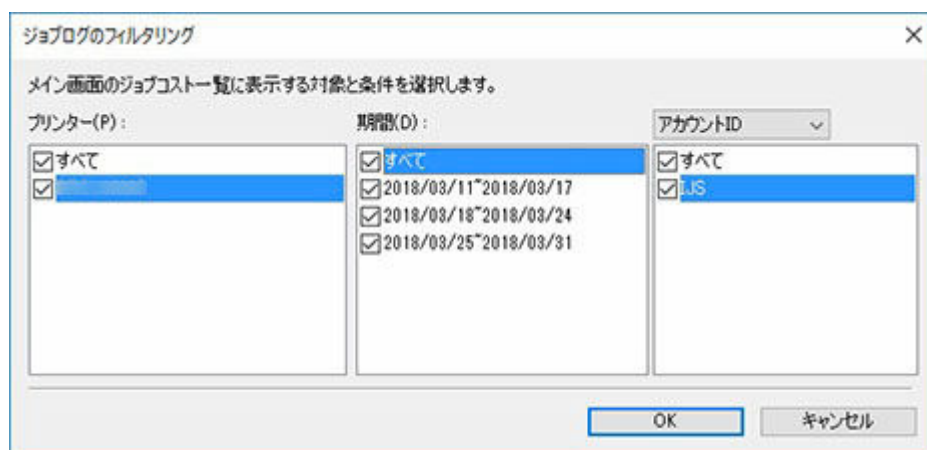 ジョブログのフィルタリング
メイン画面のジョブコスト一覧に表示する対象と条件を選択します。
プリンター(P): 期間(D): アカウントID
すべて すべて すべて
2018/03/11~2018/03/17 IJS
2018/03/18~2018/03/24
2018/03/25~2018/03/31
OK キャンセル